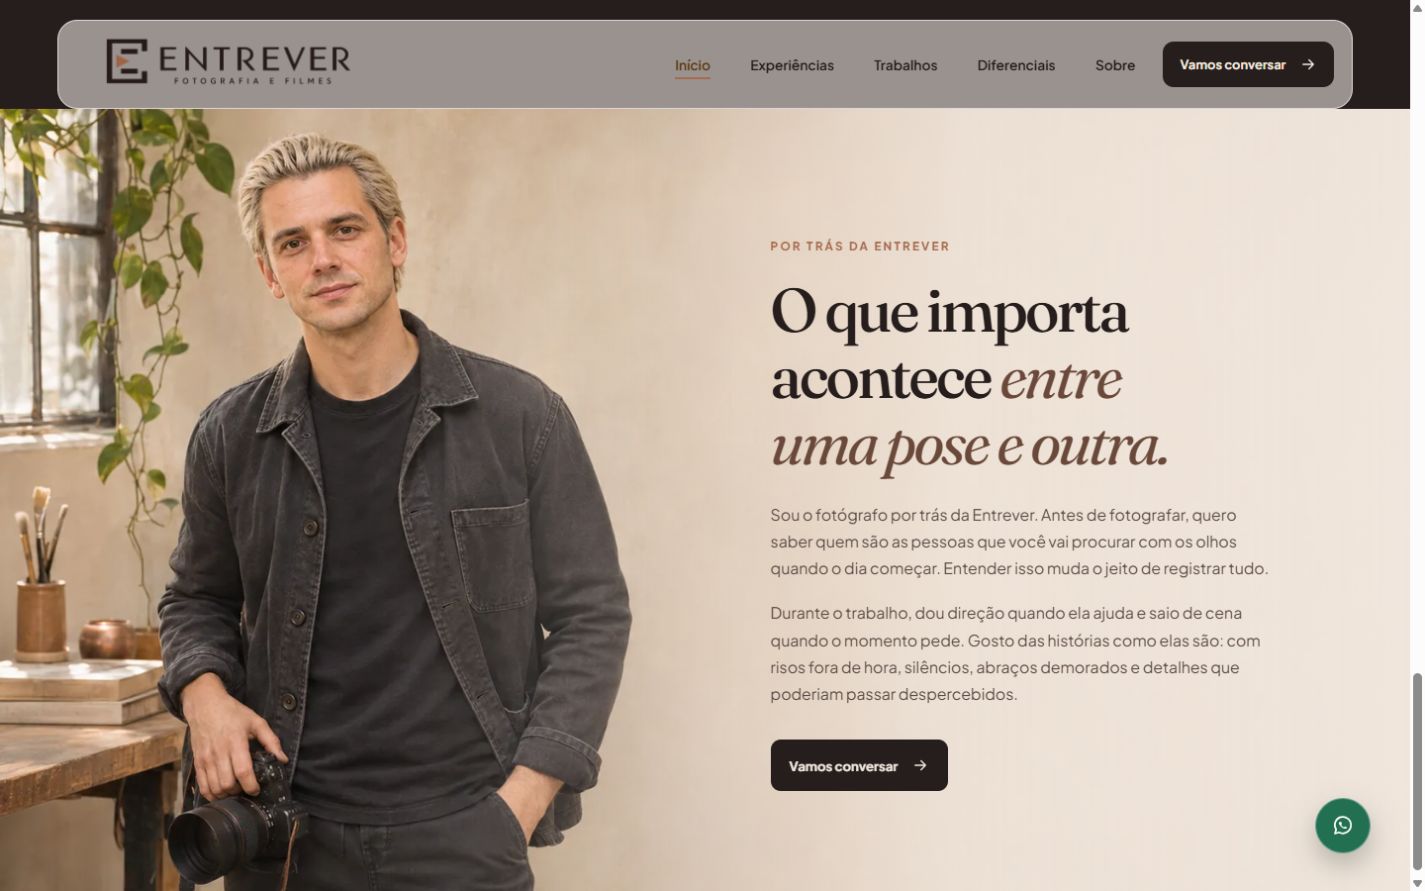 ENTREVER
FOTOGRAFIA E FILMES
Início
Experiências
Trabalhos
Diferenciais
Sobre
Vamos conversar
POR TRÁS DA ENTREVER
O que importa
acontece entre
uma pose e outra.
Sou o fotógrafo por trás da Entrever. Antes de fotografar, quero
saber quem são as pessoas que você vai procurar com os olhos
quando o dia começar. Entender isso muda o jeito de registrar tudo.
Durante o trabalho, dou direção quando ela ajuda e saio de cena
quando o momento pede. Gosto das histórias como elas são: com
risos fora de hora, silêncios, abraços demorados e detalhes que
poderiam passar despercebidos.
Vamos conversar